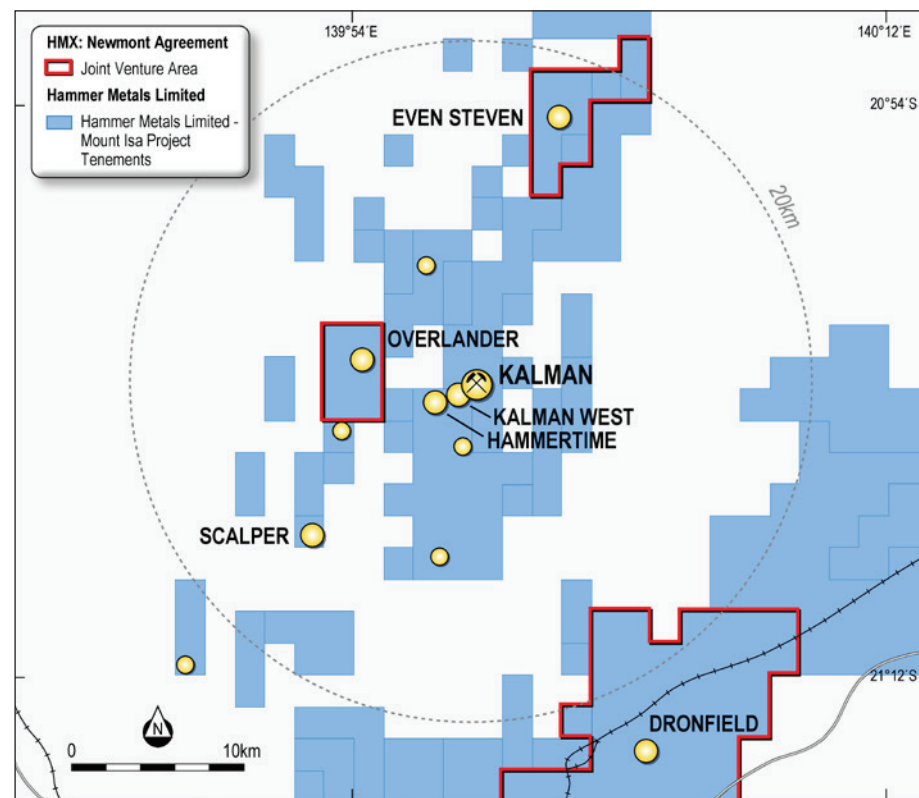 HMX: Newmont Agreement
Joint Venture Area
Hammer Metals Limited
Hammer Metals Limited -
Mount Isa Project
Tenements
139°54´E
140°12´E
20°54´S
EVEN STEVEN
20km
OVERLANDER
KALMAN
KALMAN WEST
HAMMERTIME
SCALPER
21°12´S
DRONFIELD
N
0
10km